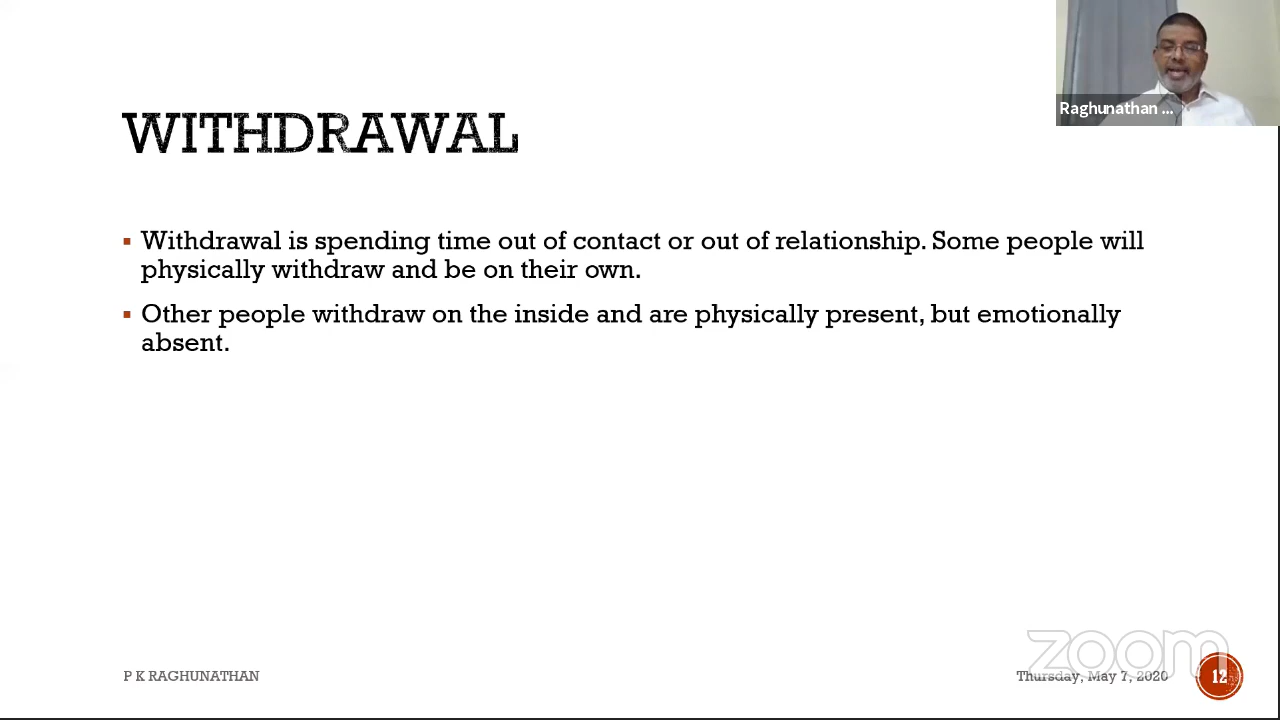 Raghunathan ...
WITHDRAWAL
▪ Withdrawal is spending time out of contact or out of relationship. Some people will
physically withdraw and be on their own.
▪ Other people withdraw on the inside and are physically present, but emotionally
absent.
zoom
P K RAGHUNATHAN
Thursday, May 7, 2020
12